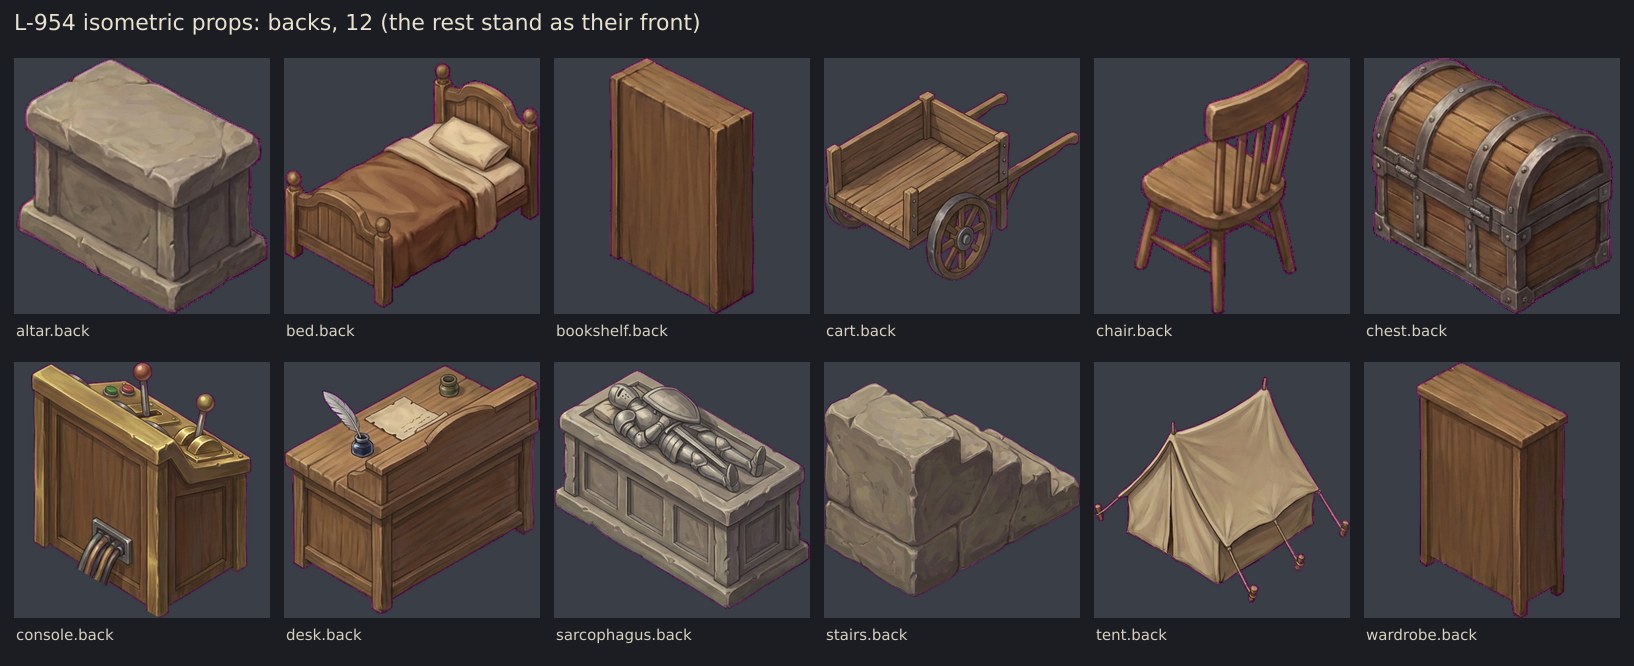 L-954 isometric props: backs, 12 (the rest stand as their front)
altar.back
bed.back
bookshelf.back
cart.back
chair.back
chest.back
console.back
desk.back
sarcophagus.back
stairs.back
tent.back
wardrobe.back